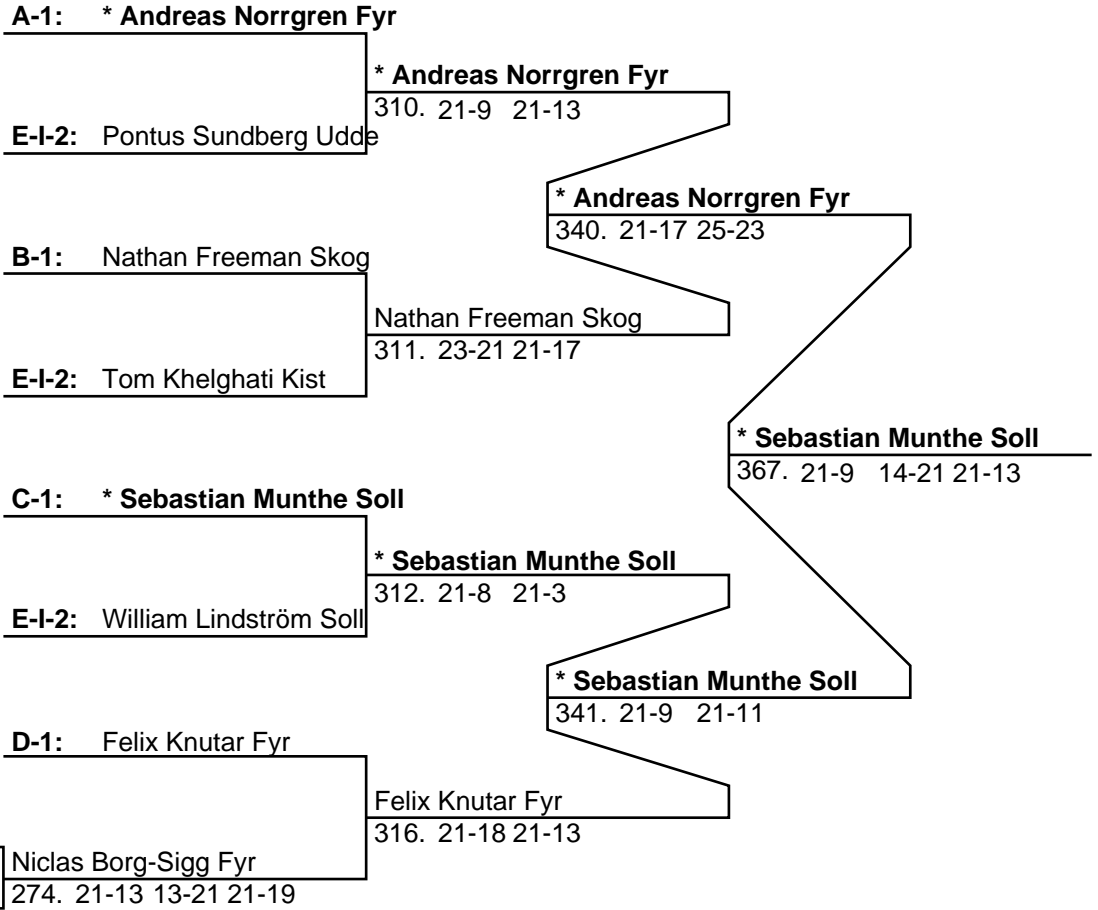 A-1: * Andreas Norrgren Fyr
* Andreas Norrgren Fyr
310. 21-9 21-13
E-I-2: Pontus Sundberg Udde
* Andreas Norrgren Fyr
340. 21-17 25-23
B-1: Nathan Freeman Skog
Nathan Freeman Skog
311. 23-21 21-17
E-I-2: Tom Khelghati Kist
* Sebastian Munthe Soll
367. 21-9 14-21 21-13
C-1: * Sebastian Munthe Soll
* Sebastian Munthe Soll
312. 21-8 21-3
E-I-2: William Lindström Soll
* Sebastian Munthe Soll
341. 21-9 21-11
D-1: Felix Knutar Fyr
Felix Knutar Fyr
316. 21-18 21-13
Niclas Borg-Sigg Fyr
274. 21-13 13-21 21-19